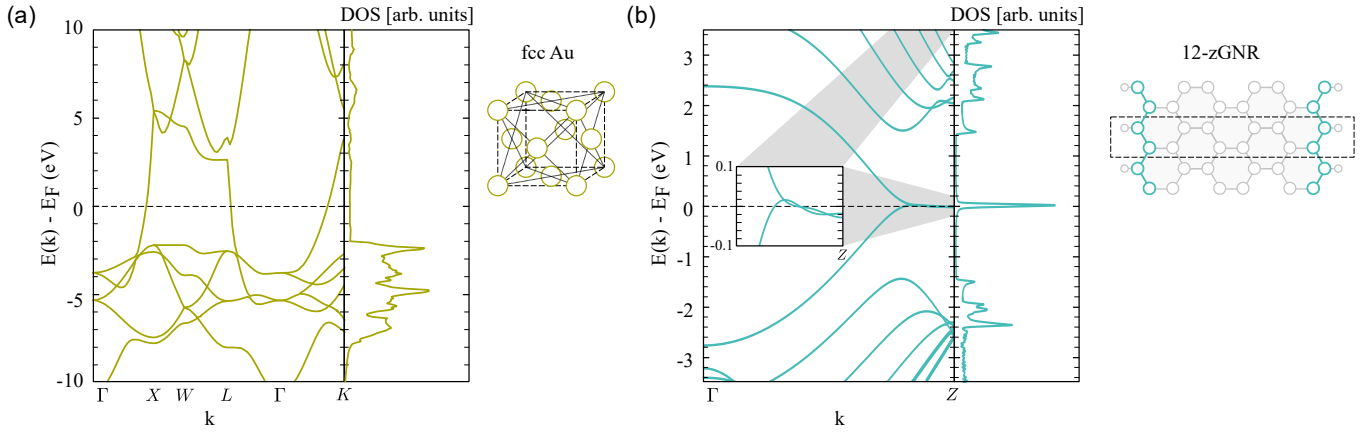 (a)
DOS [arb. units]
10
5
0
-5
-10
E(k) - E_F (eV)
Γ X W L Γ K
k
fcc Au
(b)
DOS [arb. units]
3
2
1
0
-1
-2
-3
E(k) - E_F (eV)
0.1
-0.1
Z
Γ Z
k
12-zGNR